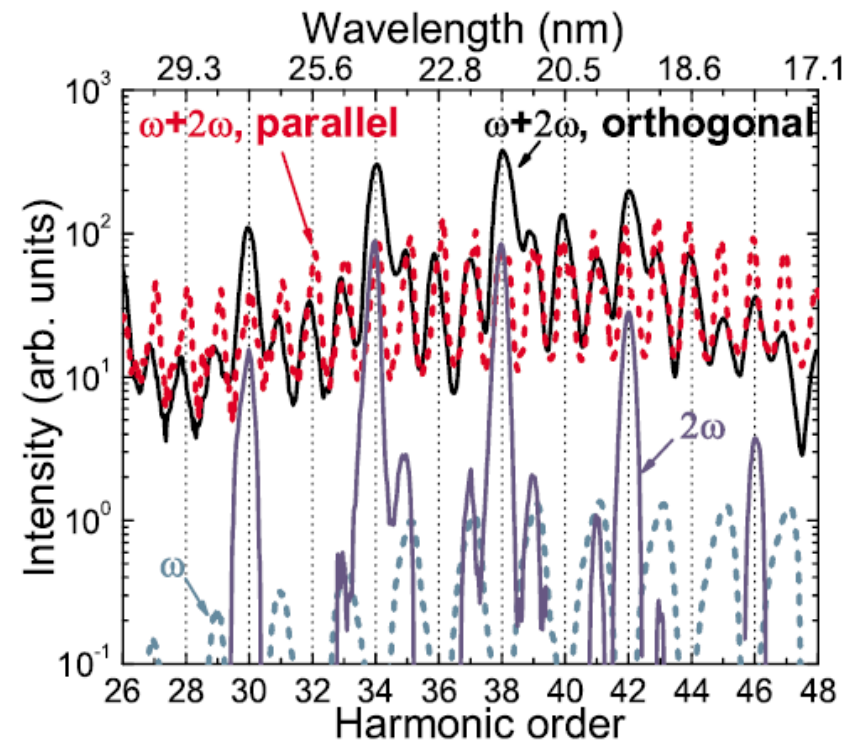 Wavelength (nm)
29.3 25.6 22.8 20.5 18.6 17.1
10³
ω+2ω, parallel
ω+2ω, orthogonal
10²
10¹
2ω
10⁰
ω
10⁻¹
Intensity (arb. units)
26 28 30 32 34 36 38 40 42 44 46 48
Harmonic order